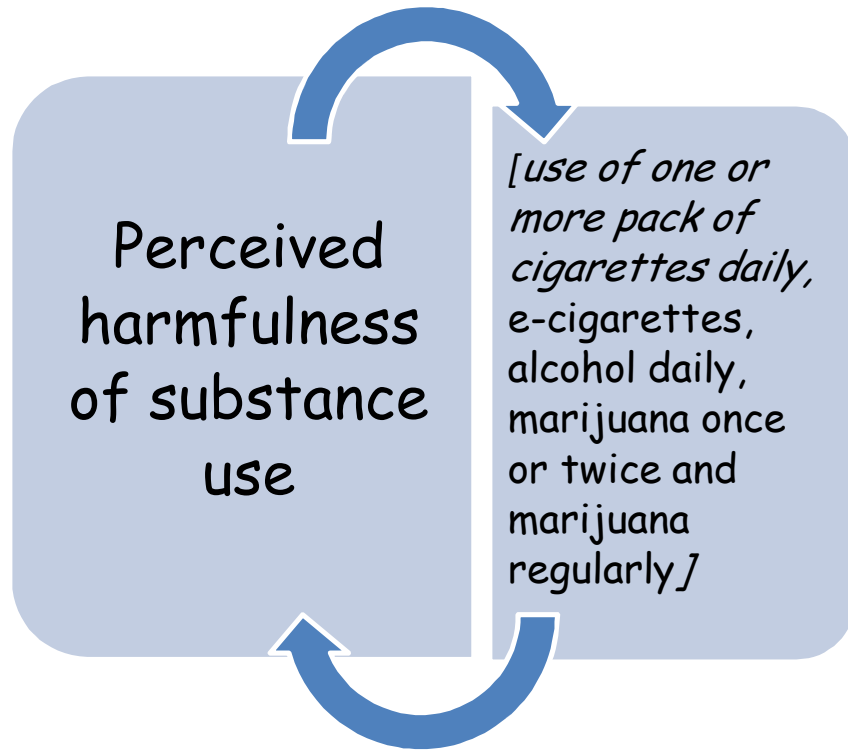 Perceived
harmfulness
of substance
use
[use of one or
more pack of
cigarettes daily,
e-cigarettes,
alcohol daily,
marijuana once
or twice and
marijuana
regularly]